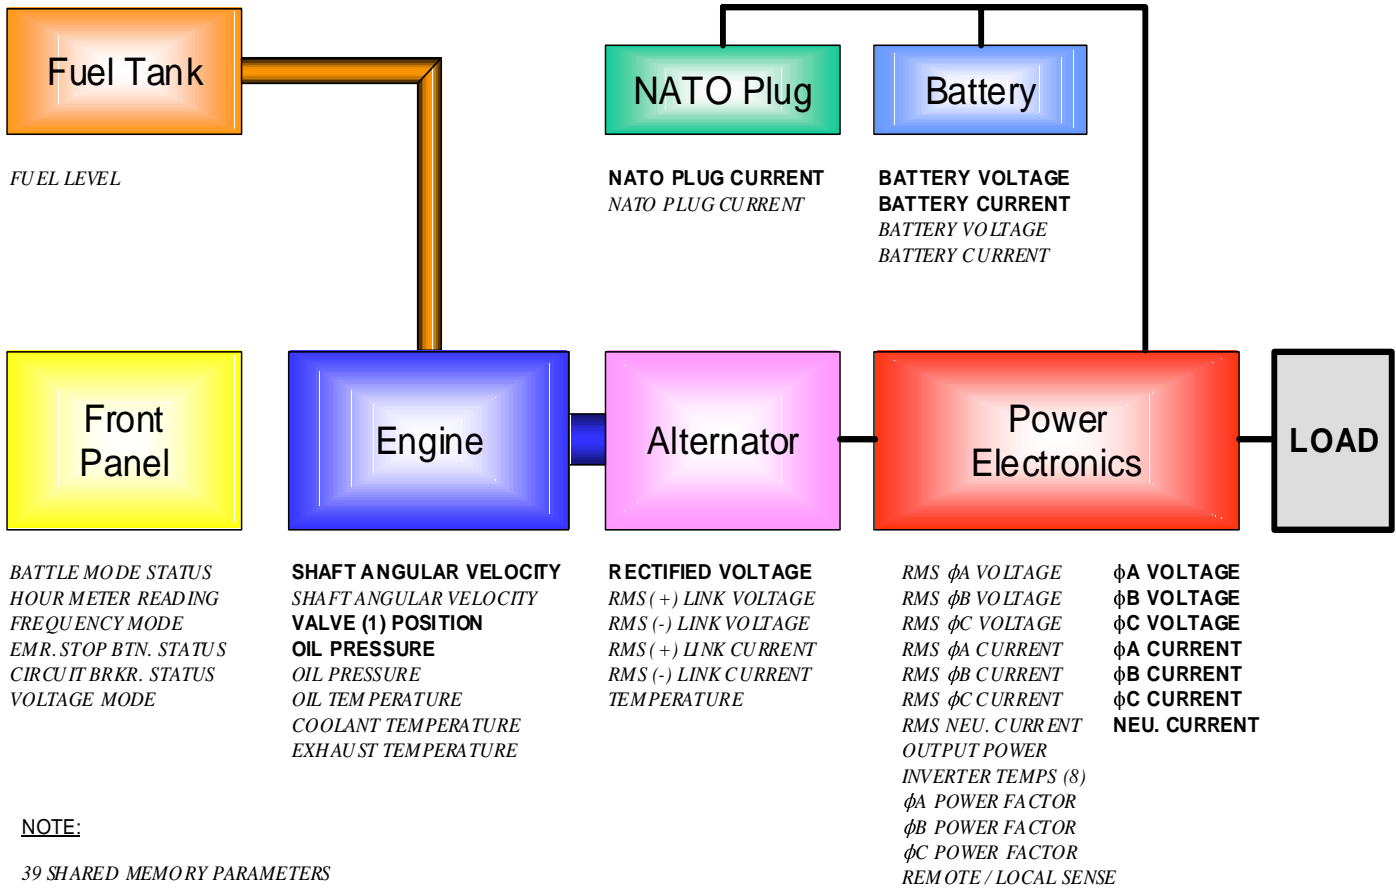 Fuel Tank
NATO Plug
Battery
FUEL LEVEL
NATO PLUG CURRENT
NATO PLUG CURRENT
BATTERY VOLTAGE
BATTERY CURRENT
BATTERY VOLTAGE
BATTERY CURRENT
Front
Panel
Engine
Alternator
Power
Electronics
LOAD
BATTLE MODE STATUS
HOUR METER READING
FREQUENCY MODE
EMR. STOP BTN. STATUS
CIRCUIT BRKR. STATUS
VOLTAGE MODE
SHAFT ANGULAR VELOCITY
SHAFT ANGULAR VELOCITY
VALVE (1) POSITION
OIL PRESSURE
OIL PRESSURE
OIL TEMPERATURE
COOLANT TEMPERATURE
EXHAUST TEMPERATURE
RECTIFIED VOLTAGE
RMS (+) LINK VOLTAGE
RMS (-) LINK VOLTAGE
RMS (+) LINK CURRENT
RMS (-) LINK CURRENT
TEMPERATURE
RMS ϕA VOLTAGE
RMS ϕB VOLTAGE
RMS ϕC VOLTAGE
RMS ϕA CURRENT
RMS ϕB CURRENT
RMS ϕC CURRENT
RMS NEU. CURRENT
OUTPUT POWER
INVERTER TEMPS (8)
ϕA POWER FACTOR
ϕB POWER FACTOR
ϕC POWER FACTOR
REMOTE / LOCAL SENSE
ϕA VOLTAGE
ϕB VOLTAGE
ϕC VOLTAGE
ϕA CURRENT
ϕB CURRENT
ϕC CURRENT
NEU. CURRENT
NOTE:
39 SHARED MEMORY PARAMETERS